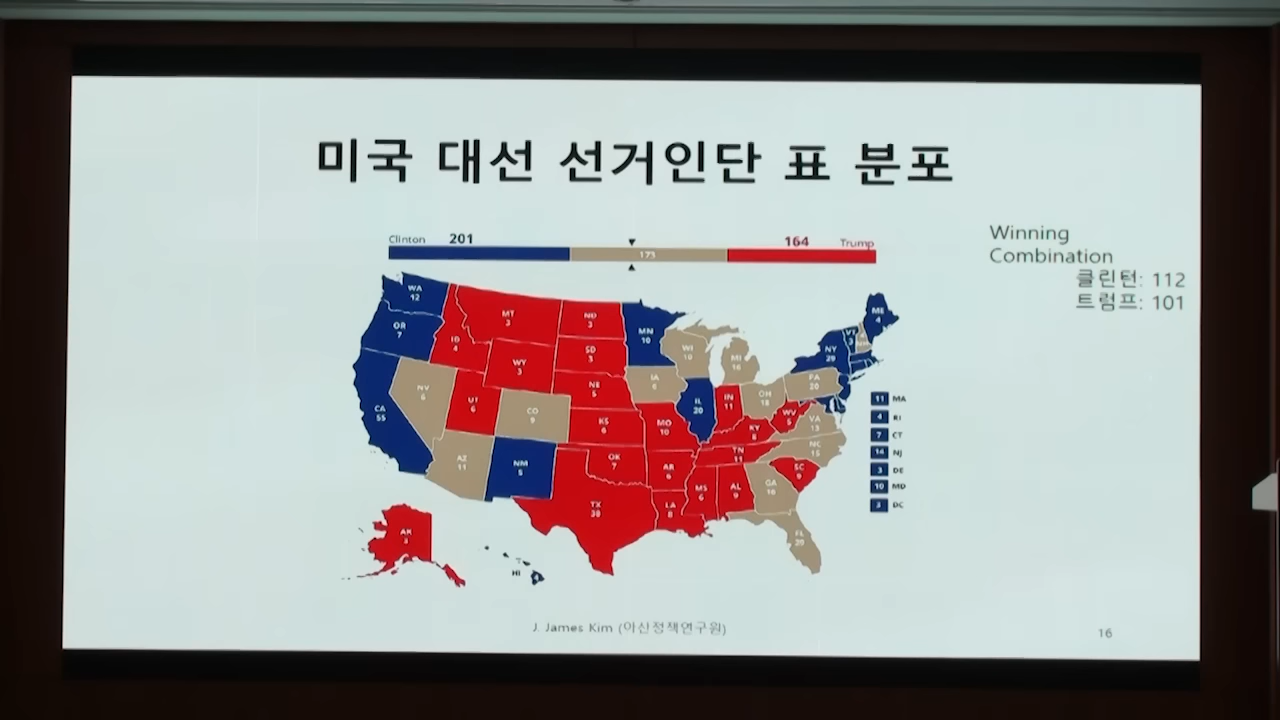 미국 대선 선거인단 표 분포
Clinton 201 164 Trump
173
Winning
Combination
클린턴: 112
트럼프: 101
WA
12
OR
7
CA
55
ID
4
NV
6
MT
3
WY
3
UT
6
AZ
11
CO
9
NM
5
ND
3
SD
3
NE
5
KS
6
OK
7
TX
38
MN
10
IA
6
MO
10
AR
6
LA
8
WI
10
IL
20
MI
16
IN
11
OH
18
KY
8
TN
11
MS
6
AL
9
GA
16
FL
29
SC
9
NC
15
VA
13
WV
5
PA
20
NY
29
VT
3
ME
4
AK
3
HI
11 MA
4 RI
7 CT
14 NJ
3 DE
10 MD
3 DC
J. James Kim (아산정책연구원)
16